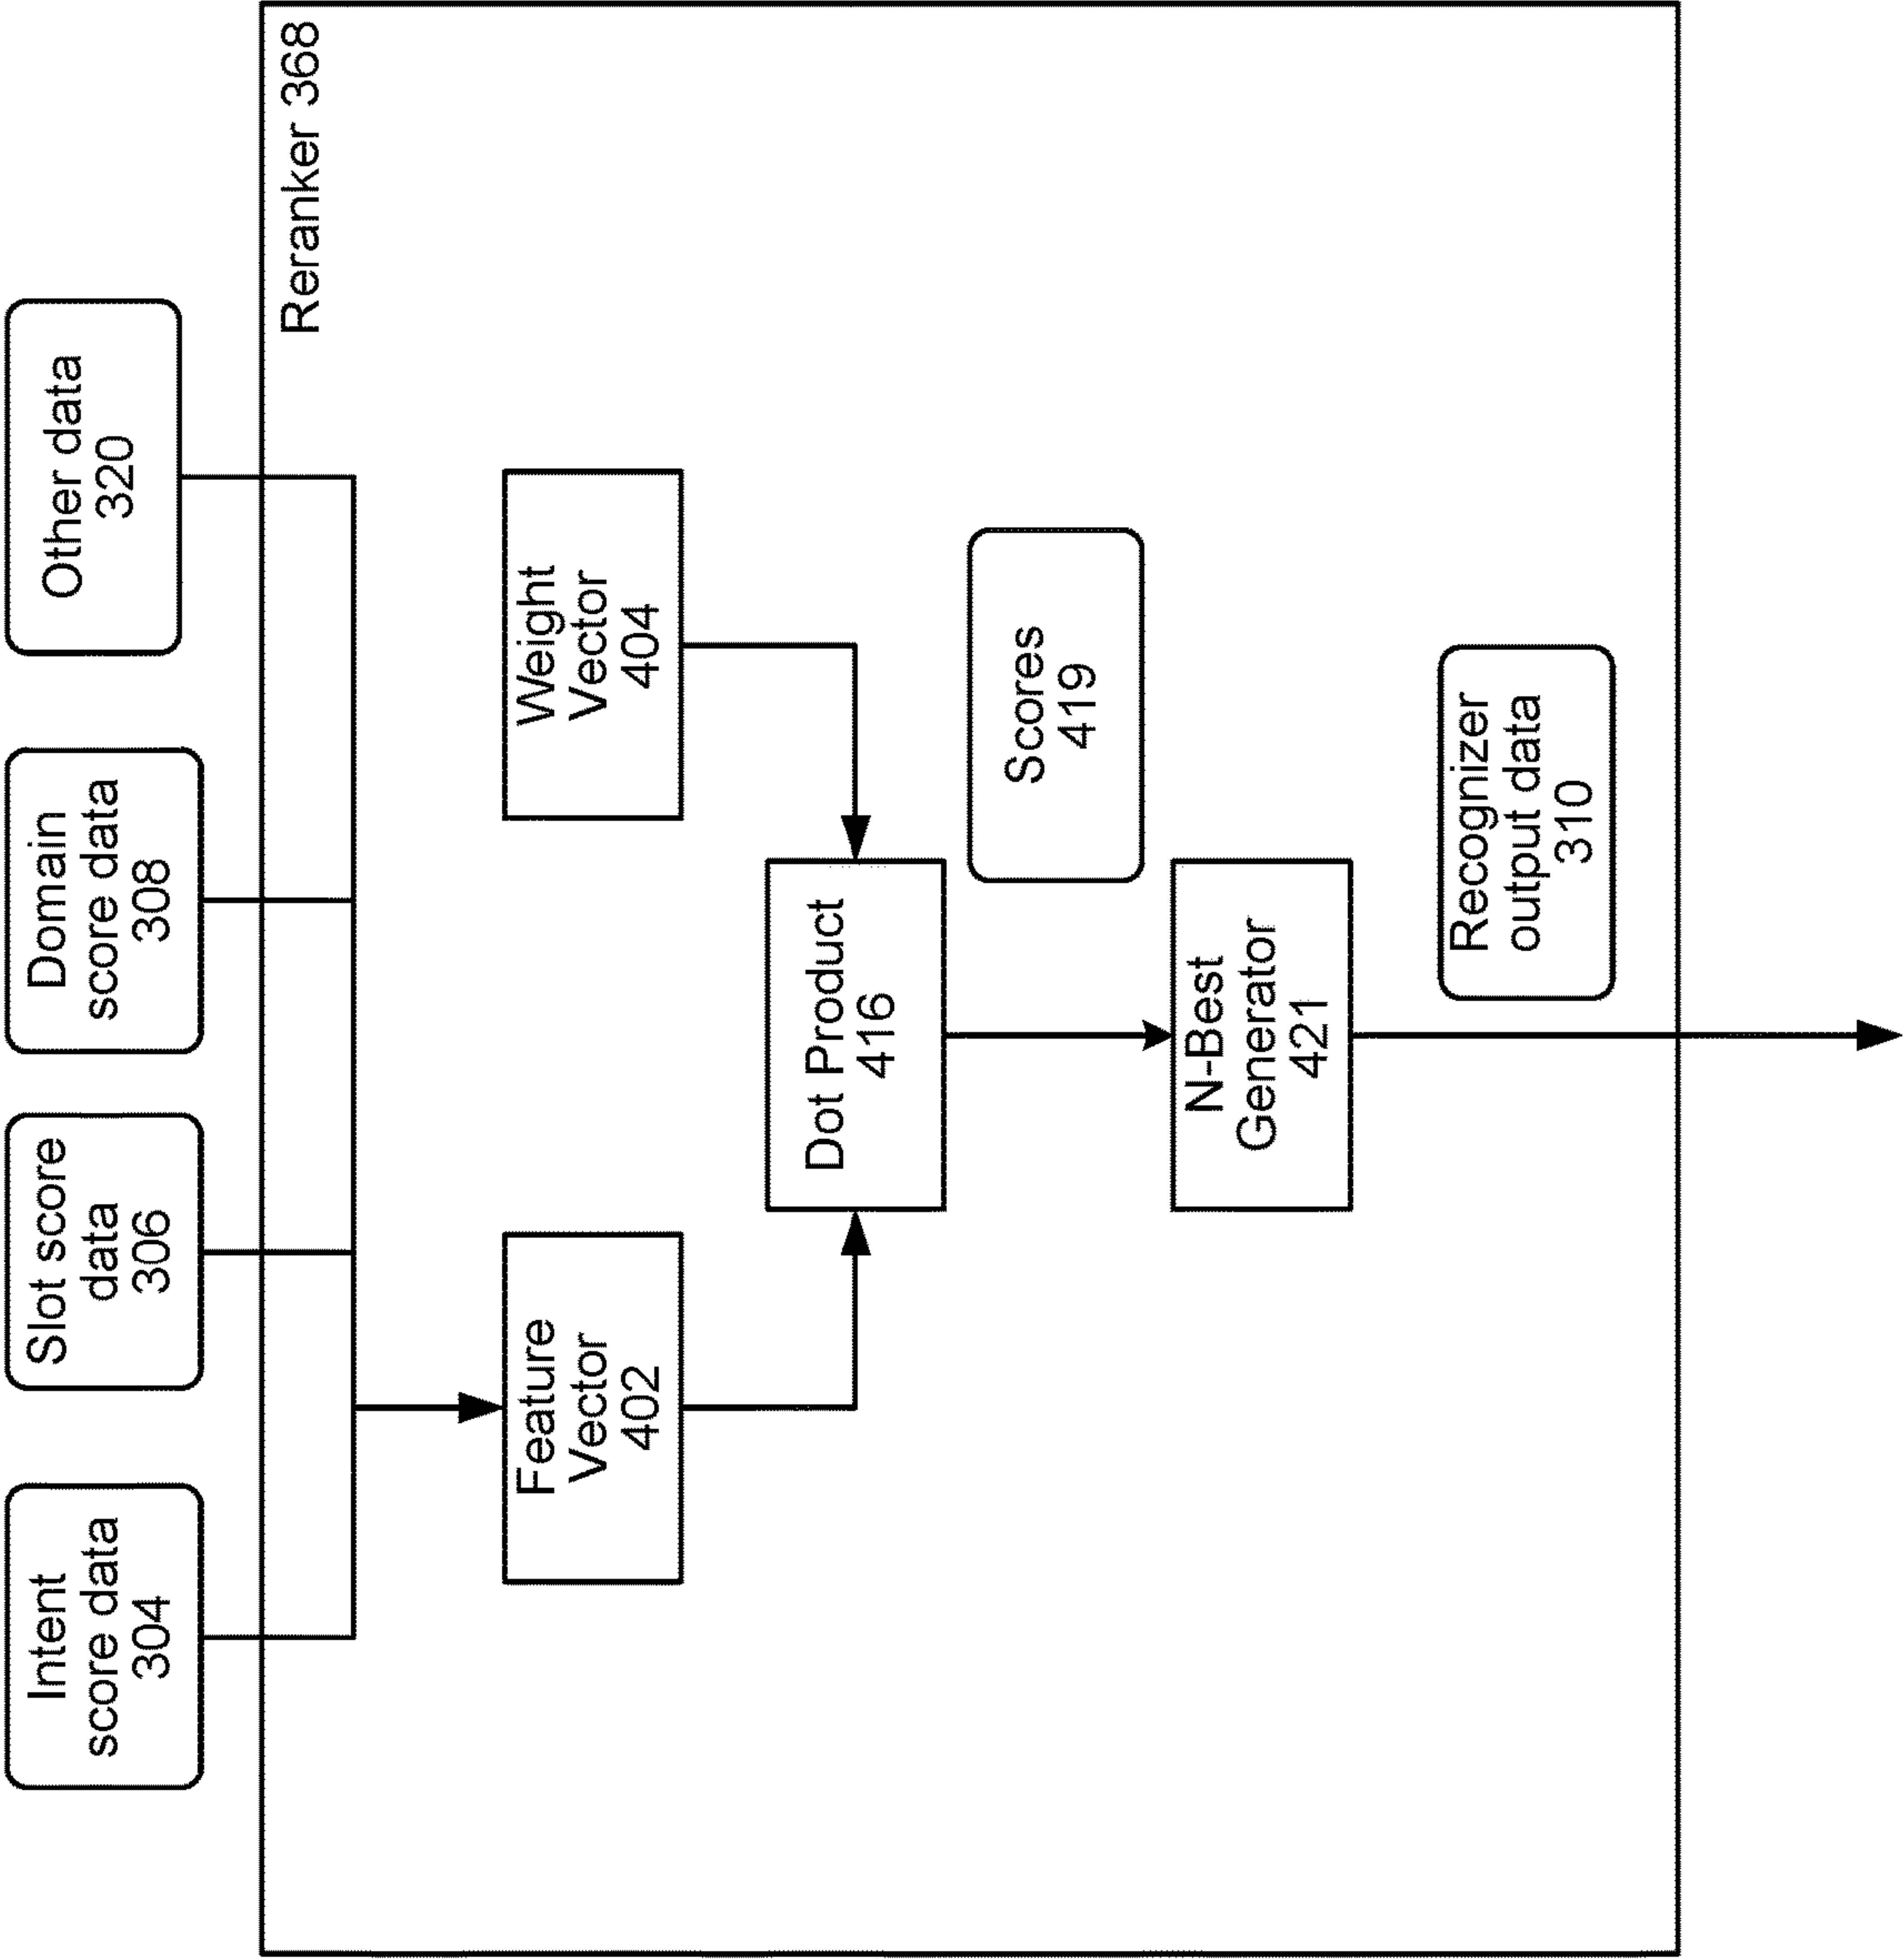 Intent
score data
304
Slot score
data
306
Domain
score data
308
Other data
320
Reranker 368
Feature
Vector
402
Weight
Vector
404
Dot Product
416
Scores
419
N-Best
Generator
421
Recognizer
output data
310